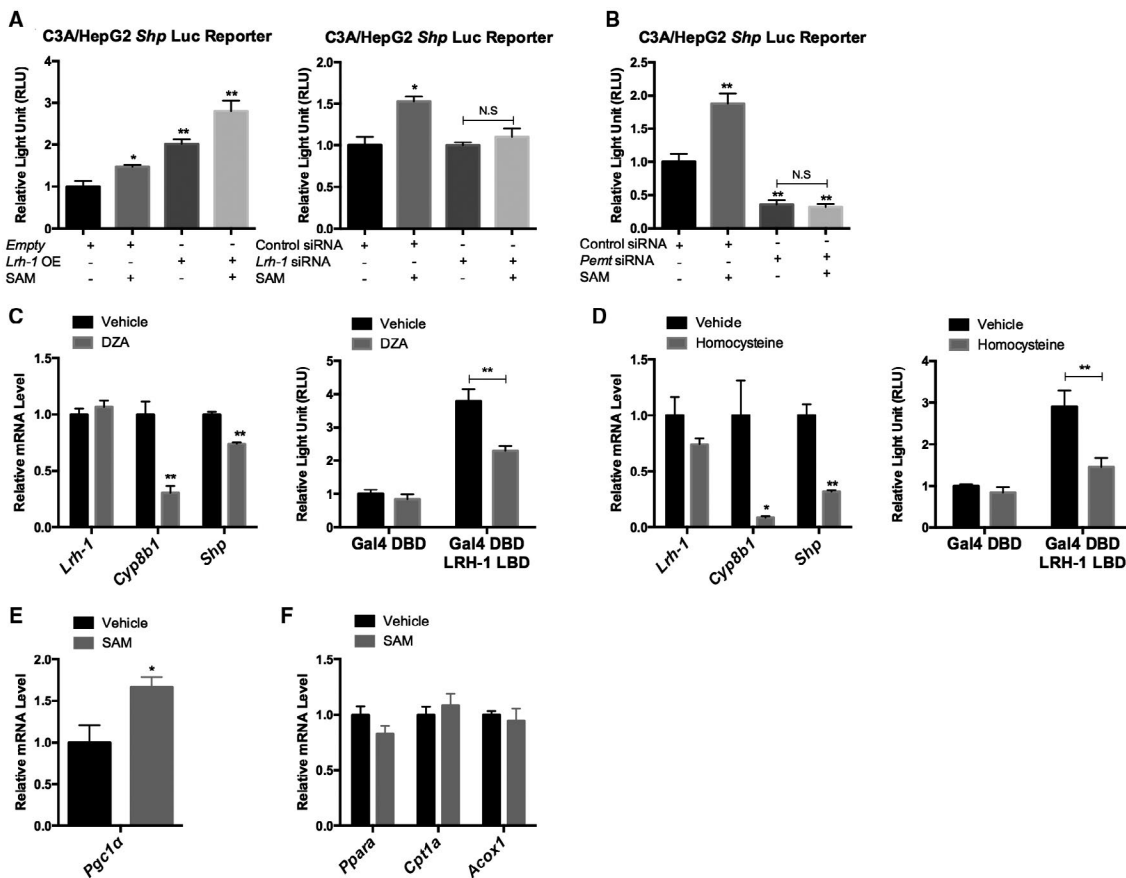 A
C3A/HepG2 Shp Luc Reporter
Relative Light Unit (RLU)
4
3
2
1
0
*
**
**
Empty + + - -
Lrh-1 OE - - + +
SAM - + - +
C3A/HepG2 Shp Luc Reporter
Relative Light Unit (RLU)
2.0
1.5
1.0
0.5
0.0
*
N.S
Control siRNA + + - -
Lrh-1 siRNA - - + +
SAM - + - +
B
C3A/HepG2 Shp Luc Reporter
Relative Light Unit (RLU)
2.5
2.0
1.5
1.0
0.5
0.0
**
N.S
**
**
Control siRNA + + - -
Pemt siRNA - - + +
SAM - + - +
C
Vehicle
DZA
Relative mRNA Level
1.5
1.0
0.5
0.0
**
**
Lrh-1
Cyp8b1
Shp
Vehicle
DZA
Relative Light Unit (RLU)
5
4
3
2
1
0
**
Gal4 DBD
Gal4 DBD
LRH-1 LBD
D
Vehicle
Homocysteine
Relative mRNA Level
1.5
1.0
0.5
0.0
*
**
Lrh-1
Cyp8b1
Shp
Vehicle
Homocysteine
Relative Light Unit (RLU)
4
3
2
1
0
**
Gal4 DBD
Gal4 DBD
LRH-1 LBD
E
Vehicle
SAM
Relative mRNA Level
2.0
1.5
1.0
0.5
0.0
*
Pgc1α
F
Vehicle
SAM
Relative mRNA Level
1.5
1.0
0.5
0.0
Ppara
Cpt1a
Acox1